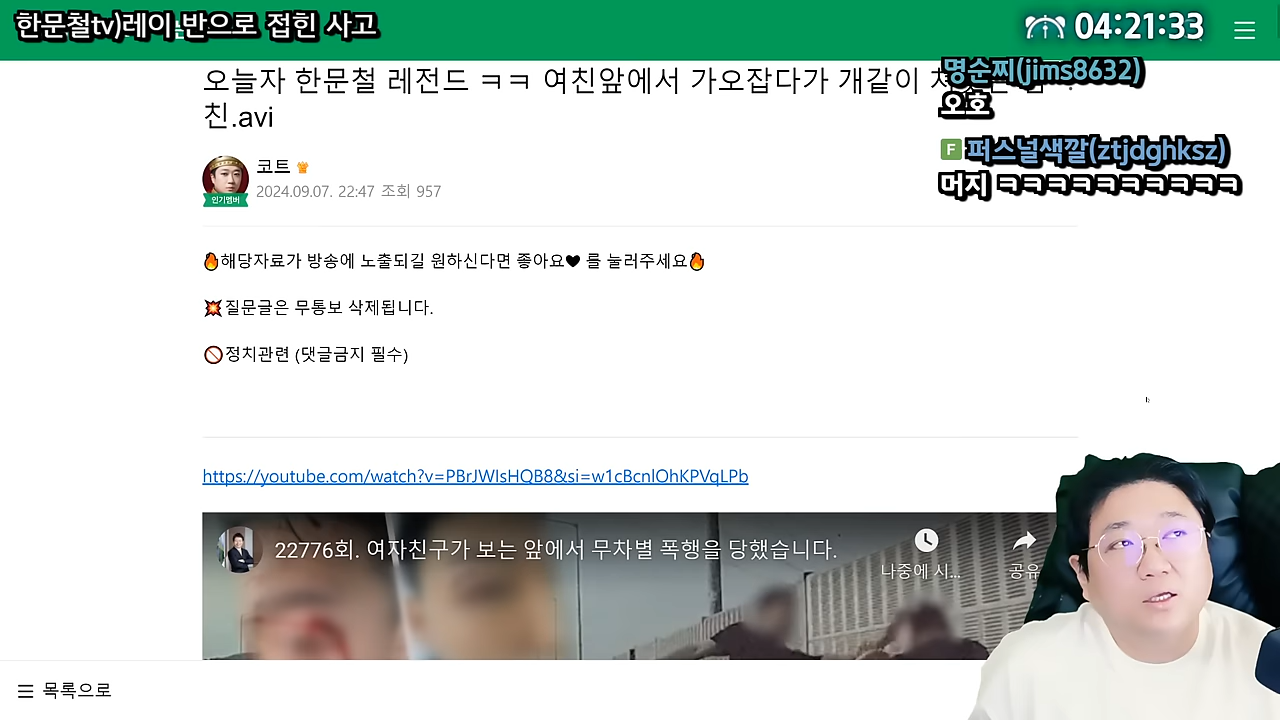 한문철tv)레이 반으로 접힌 사고
04:21:33
오늘자 한문철 레전드 ㅋㅋ 여친앞에서 가오잡다가 개같이
친.avi
명순찌(jims8632)
오호
F 퍼스널색깔(ztjdghksz)
머지 ㅋㅋㅋㅋㅋㅋㅋㅋㅋㅋ
코트
인기멤버
2024.09.07. 22:47 조회 957
🔥해당자료가 방송에 노출되길 원하신다면 좋아요♥ 를 눌러주세요🔥
💥질문글은 무통보 삭제됩니다.
🚫정치관련 (댓글금지 필수)
https://youtube.com/watch?v=PBrJWIsHQB8&si=w1cBcnlOhKPVqLPb
22776회. 여자친구가 보는 앞에서 무차별 폭행을 당했습니다.
나중에 시...
공유
목록으로